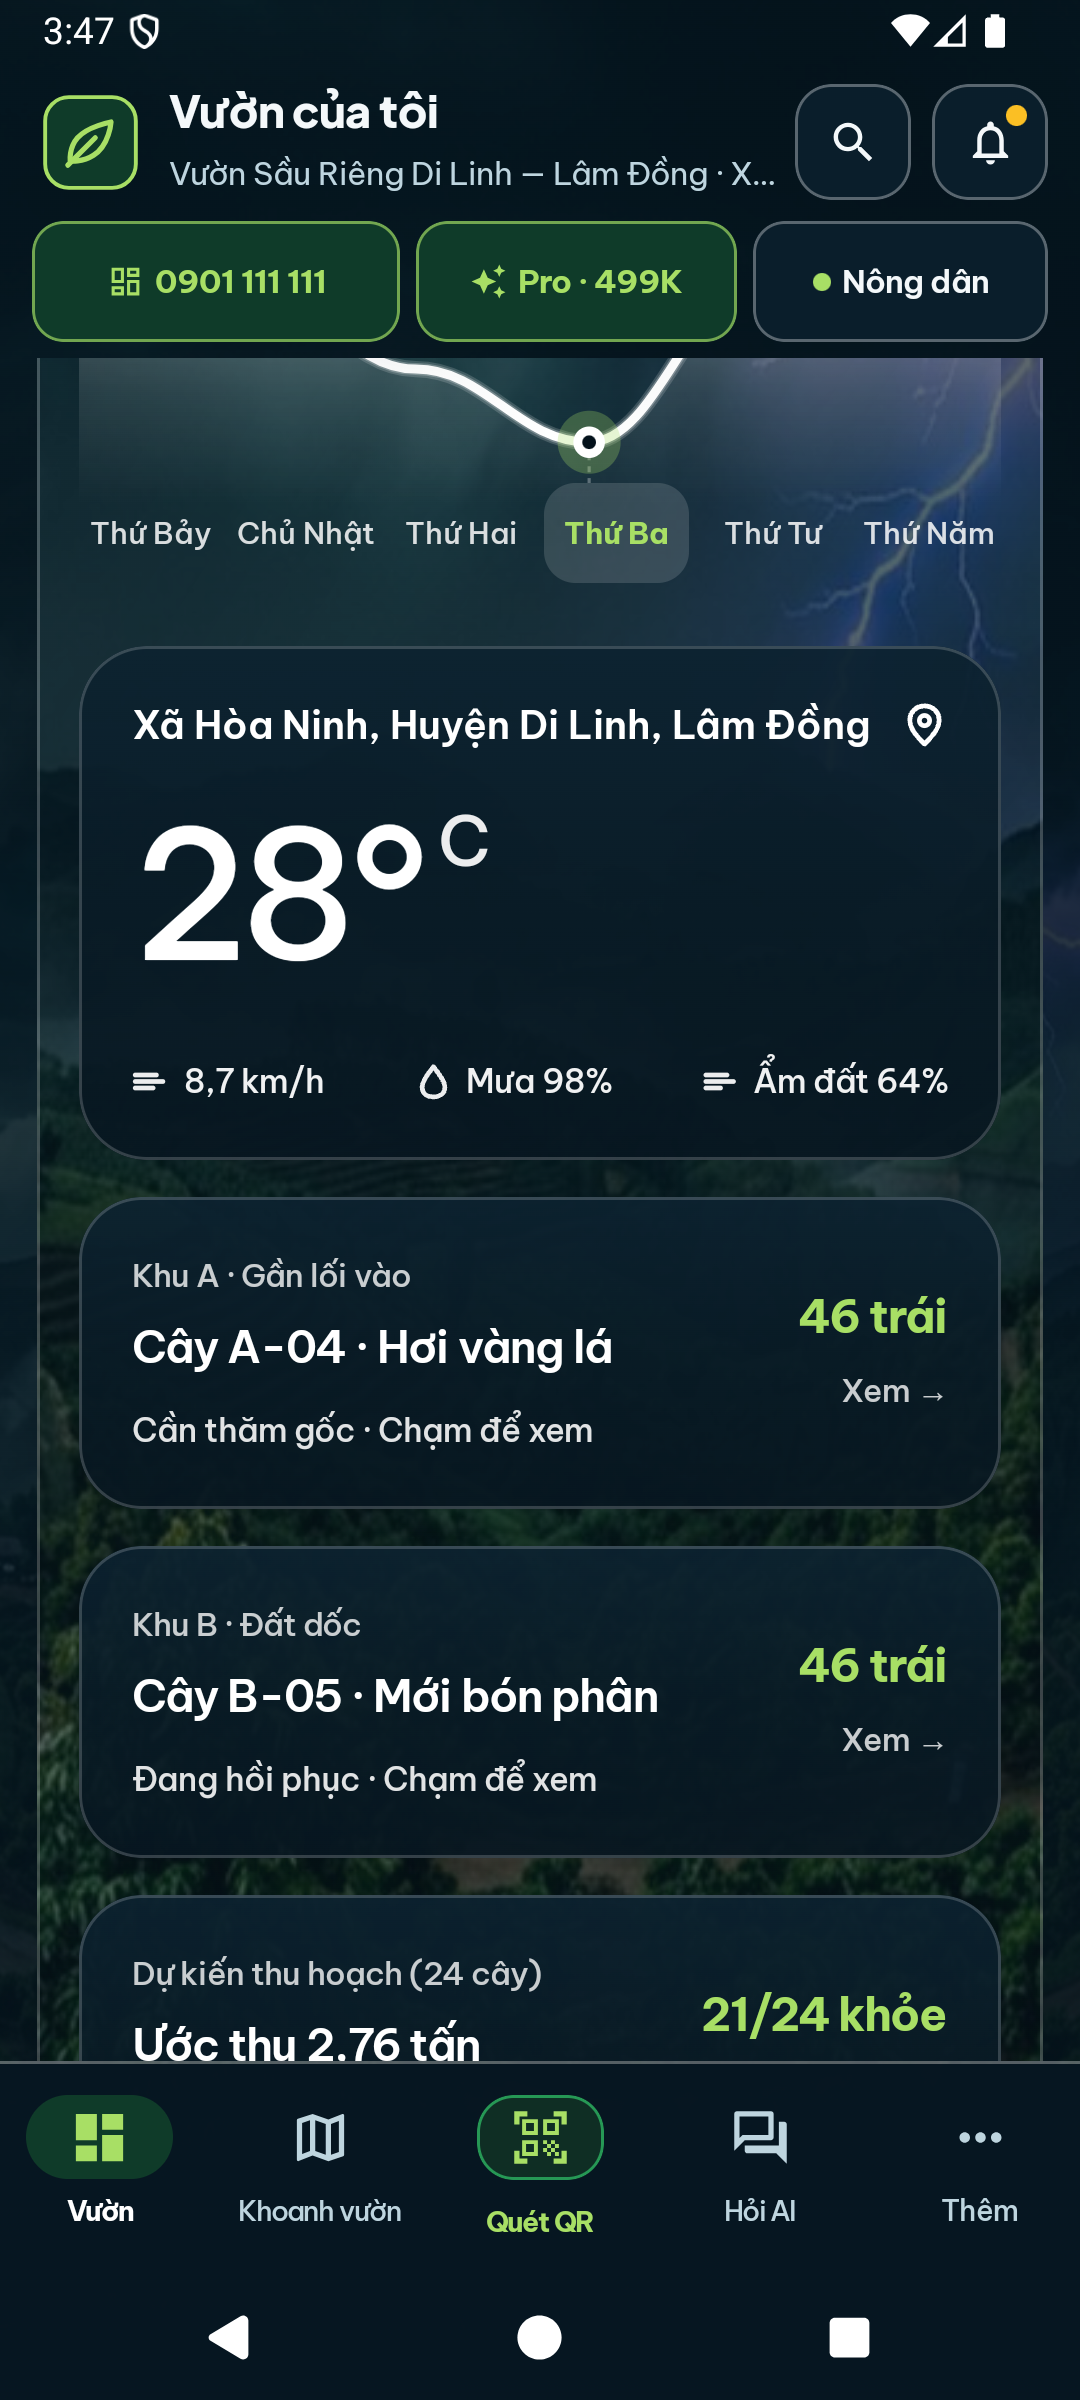 3:47
Vườn của tôi
Vườn Sầu Riêng Di Linh — Lâm Đồng · X...
0901 111 111
Pro · 499K
Nông dân
Thứ Bảy Chủ Nhật Thứ Hai Thứ Ba Thứ Tư Thứ Năm
Xã Hòa Ninh, Huyện Di Linh, Lâm Đồng
28° C
8,7 km/h Mưa 98% Ẩm đất 64%
Khu A · Gần lối vào
Cây A-04 · Hơi vàng lá
Cần thăm gốc · Chạm để xem
46 trái
Xem →
Khu B · Đất dốc
Cây B-05 · Mới bón phân
Đang hồi phục · Chạm để xem
46 trái
Xem →
Dự kiến thu hoạch (24 cây)
Ước thu 2.76 tấn
21/24 khỏe
Vườn
Khoanh vườn
Quét QR
Hỏi AI
Thêm